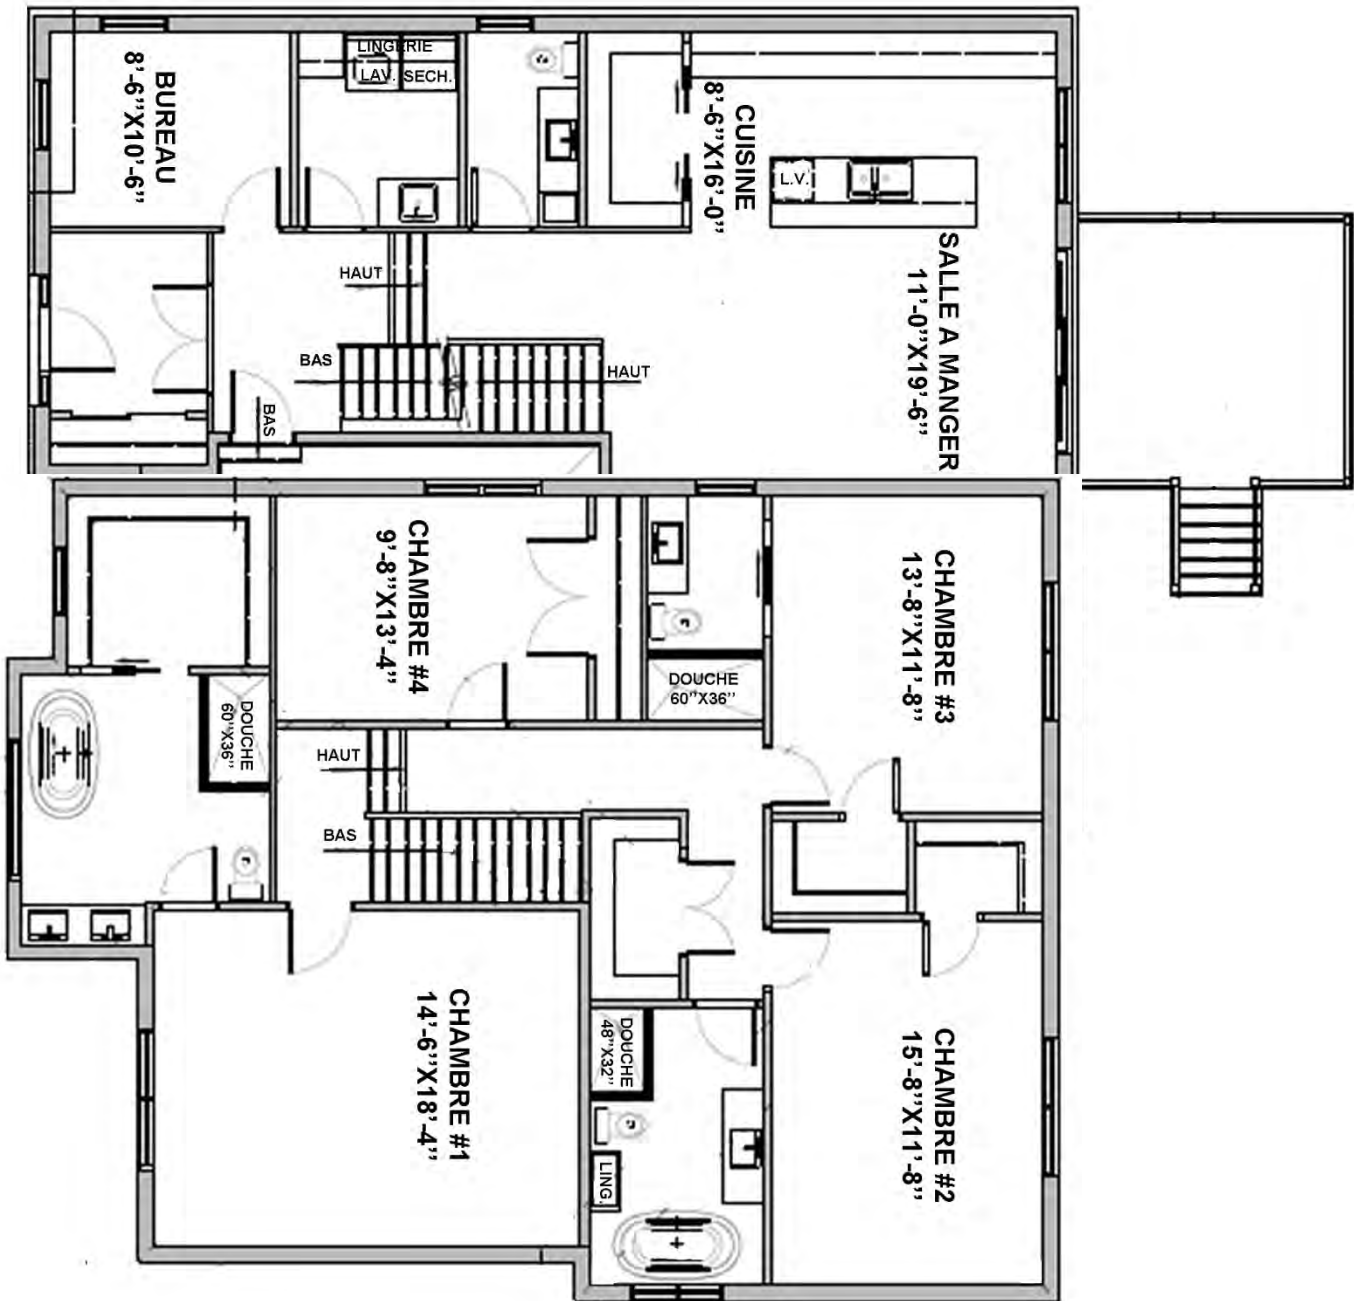 LINGERIE
LAV. SECH.
BUREAU
8'-6"X10'-6"
CUISINE
8'-6"X16'-0"
L.V.
SALLE A MANGER
11'-0"X19'-6"
HAUT
BAS
HAUT
BAS
CHAMBRE #4
9'-8"X13'-4"
CHAMBRE #3
13'-8"X11'-8"
DOUCHE
60"X36"
DOUCHE
60"X36"
HAUT
BAS
CHAMBRE #1
14'-6"X18'-4"
DOUCHE
48"X32"
LING.
CHAMBRE #2
15'-8"X11'-8"